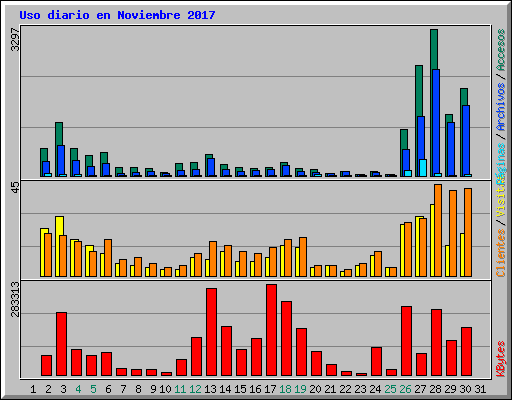 Uso diario en Noviembre 2017
3297
45
283313
Accesos / Archivos / Páginas
Clientes / Visitas
KBytes
1 2 3 4 5 6 7 8 9 10 11 12 13 14 15 16 17 18 19 20 21 22 23 24 25 26 27 28 29 30 31